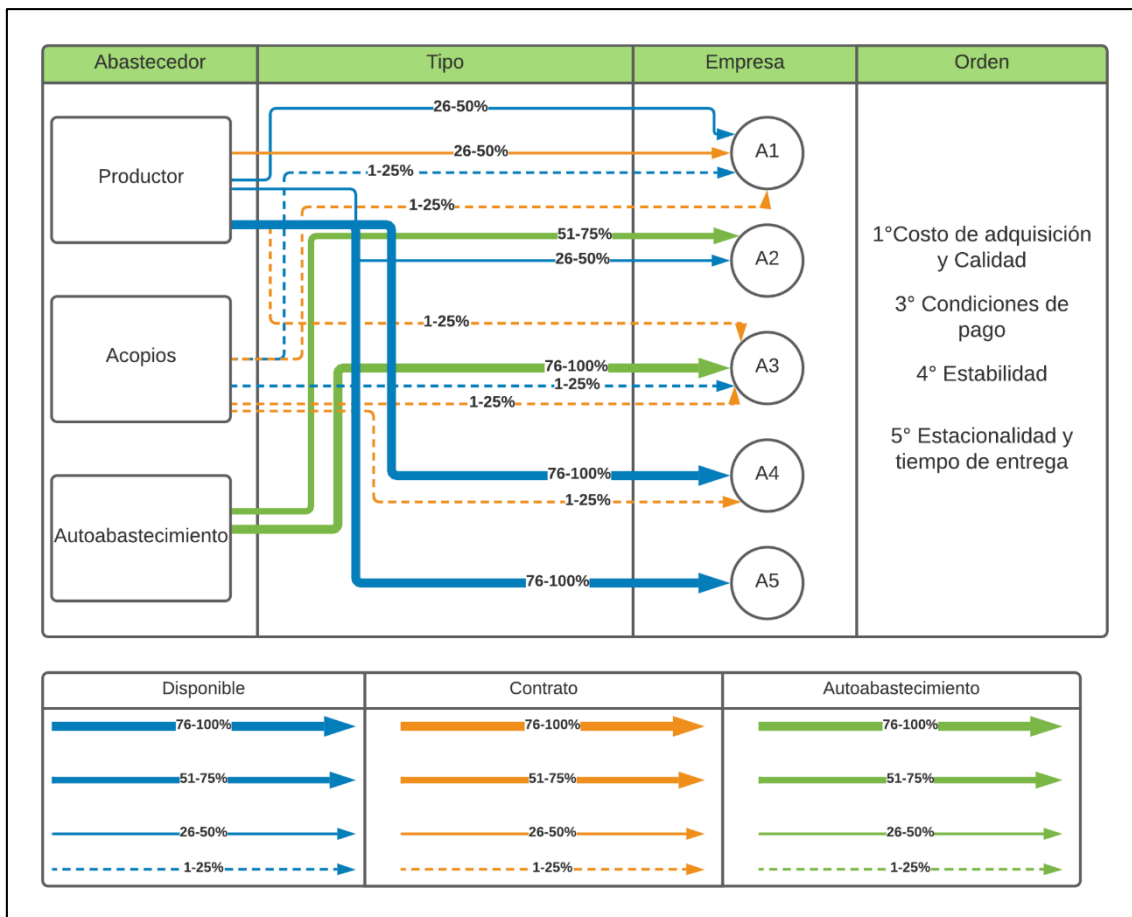 Abastecedor
Tipo
Empresa
Orden
26-50%
A1
26-50%
Productor
1-25%
1-25%
51-75%
A2
26-50%
1°Costo de adquisición
y Calidad
3° Condiciones de
pago
4° Estabilidad
5° Estacionalidad y
tiempo de entrega
1-25%
Acopios
76-100%
A3
1-25%
1-25%
76-100%
A4
1-25%
Autoabastecimiento
76-100%
A5
Disponible
Contrato
Autoabastecimiento
76-100%
76-100%
76-100%
51-75%
51-75%
51-75%
26-50%
26-50%
26-50%
1-25%
1-25%
1-25%